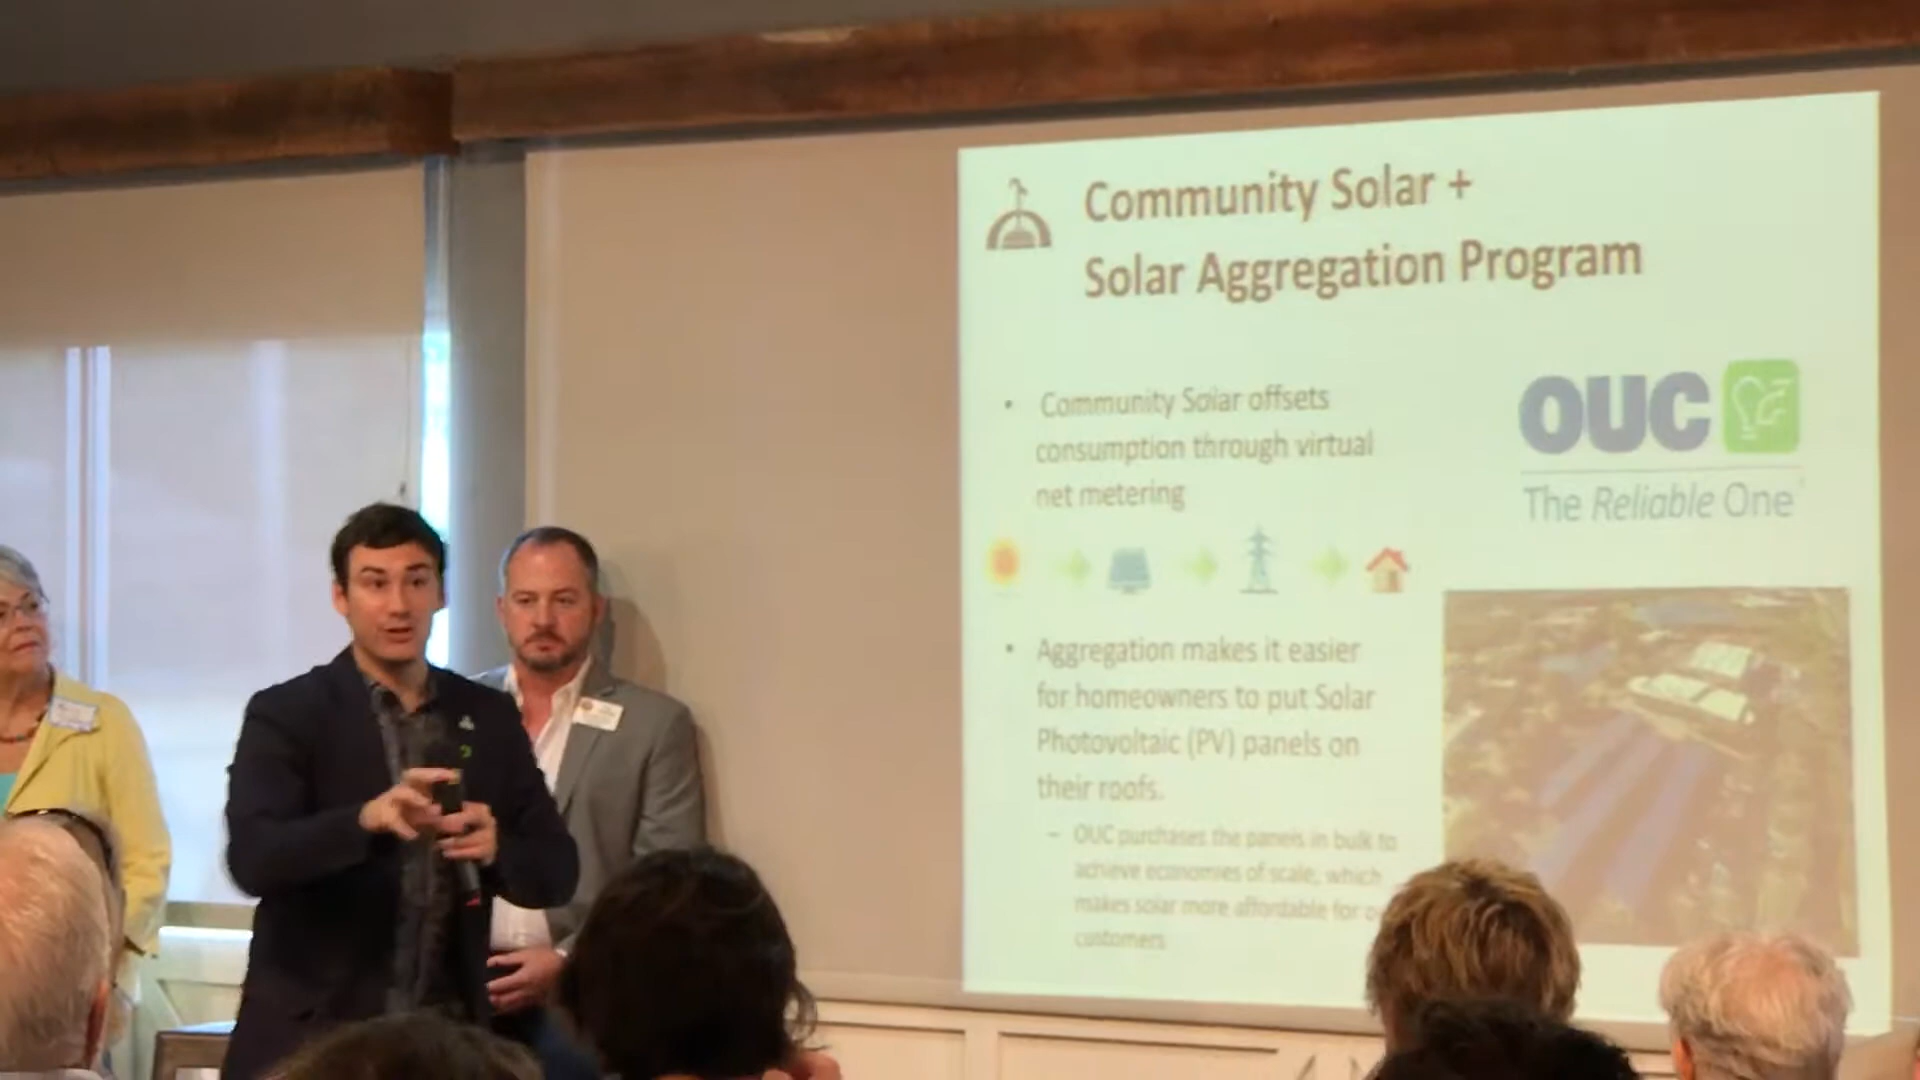 Community Solar +
Solar Aggregation Program
• Community Solar offsets
consumption through virtual
net metering
OUC
The Reliable One
• Aggregation makes it easier
for homeowners to put Solar
Photovoltaic (PV) panels on
their roofs.
– OUC purchases the panels in bulk to
achieve economies of scale, which
makes solar more affordable for
customers